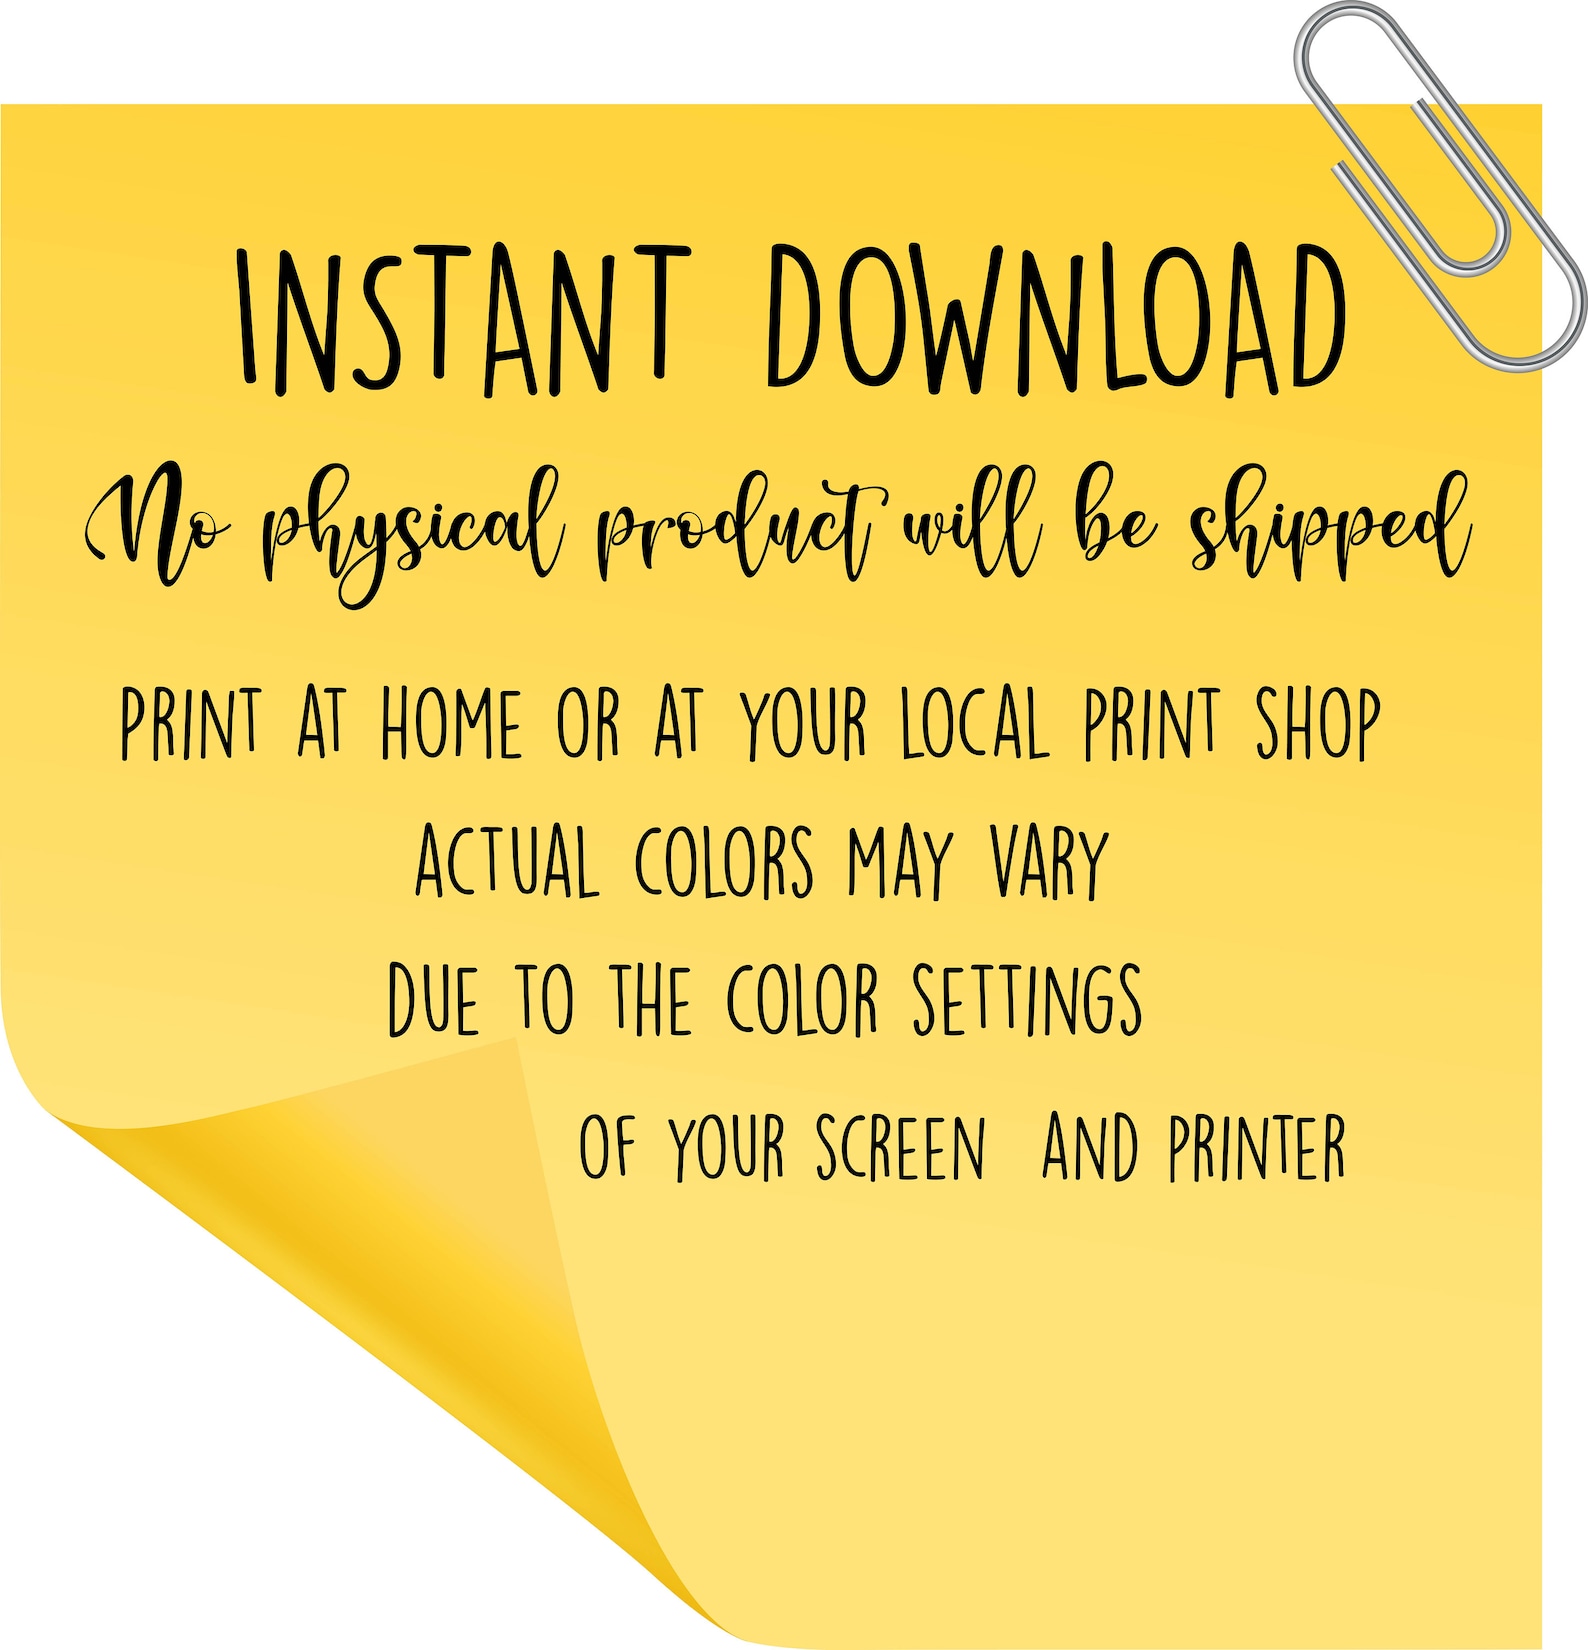 INSTANT DOWNLOAD
No physical product will be shipped
PRINT AT HOME OR AT YOUR LOCAL PRINT SHOP
ACTUAL COLORS MAY VARY
DUE TO THE COLOR SETTINGS
OF YOUR SCREEN AND PRINTER